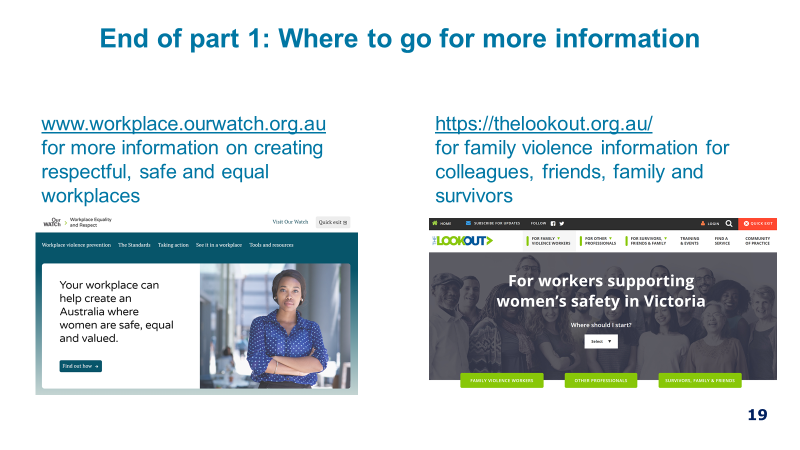 End of part 1: Where to go for more information
www.workplace.ourwatch.org.au
for more information on creating
respectful, safe and equal
workplaces
Our
WATCH
Workplace Equality
and Respect
Visit Our Watch
Quick exit
Workplace violence prevention
The Standards
Taking action
See it in a workplace
Tools and resources
Your workplace can
help create an
Australia where
women are safe, equal
and valued.
Find out how
https://thelookout.org.au/
for family violence information for
colleagues, friends, family and
survivors
HOME
SUBSCRIBE FOR UPDATES
FOLLOW
LOGIN
QUICK EXIT
THE LOOKOUT
FOR FAMILY
VIOLENCE WORKERS
FOR OTHER
PROFESSIONALS
FOR SURVIVORS,
FRIENDS & FAMILY
TRAINING
& EVENTS
FIND A
SERVICE
COMMUNITY
OF PRACTICE
For workers supporting
women's safety in Victoria
Where should I start?
Select
FAMILY VIOLENCE WORKERS
OTHER PROFESSIONALS
SURVIVORS, FAMILY & FRIENDS
19